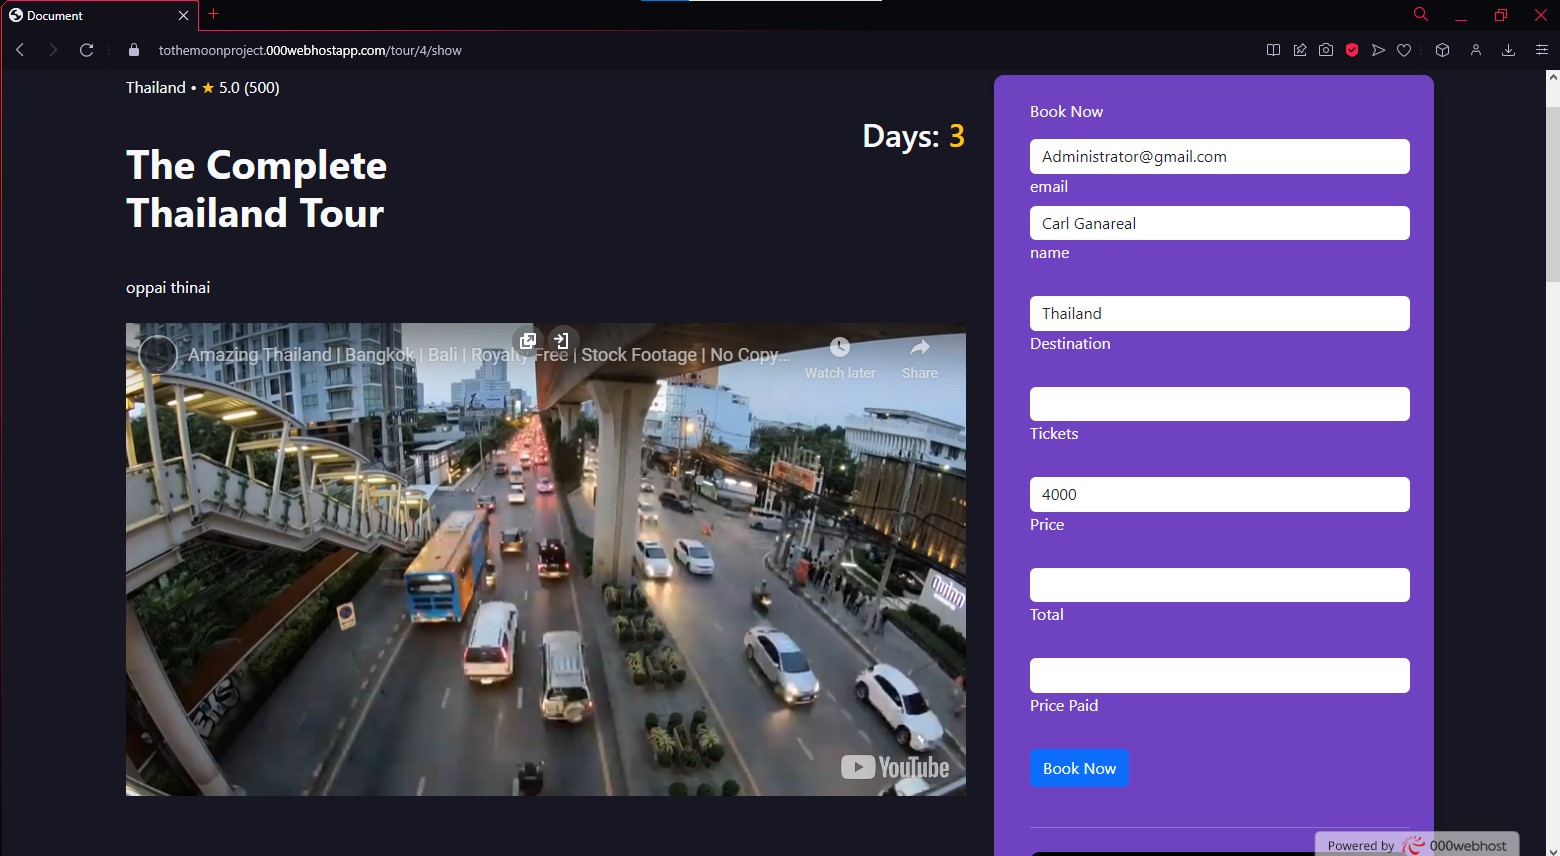 Document
tothemoonproject.000webhostapp.com/tour/4/show
Thailand • ★ 5.0 (500)
Days: 3
The Complete
Thailand Tour
oppai thinai
Amazing Thailand | Bangkok | Bali | Royalty Free | Stock Footage | No Copy...
Watch later
Share
Quinn
YouTube
Book Now
Administrator@gmail.com
email
Carl Ganareal
name
Thailand
Destination
Tickets
4000
Price
Total
Price Paid
Book Now
Powered by 000webhost